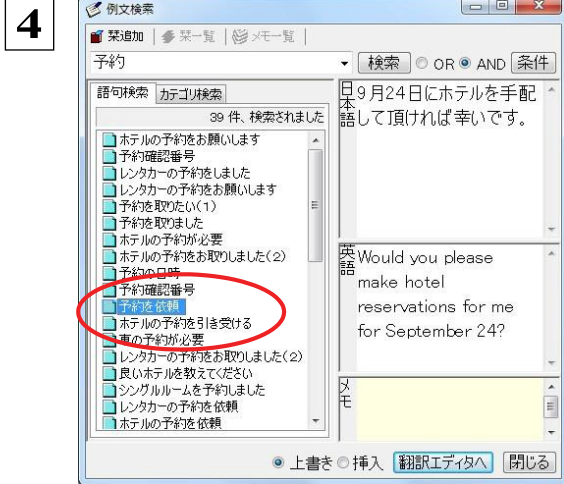 4
例文検索
栞追加 栞一覧 メモ一覧
予約 検索 OR AND 条件
語句検索 カテゴリ検索
39 件、検索されました
ホテルの予約をお願いします
予約確認番号
レンタカーの予約をしました
レンタカーの予約をお願いします
予約を取りたい(1)
予約を取りました
ホテルの予約が必要
ホテルの予約をお取りしました(2)
予約の日時
予約確認番号
予約を依頼
ホテルの予約を引き受ける
車の予約が必要
レンタカーの予約をお取りしました(2)
良いホテルを教えてください
シングルルームを予約しました
レンタカーの予約を依頼
ホテルの予約を依頼
日本語
9月24日にホテルを手配
して頂ければ幸いです。
英語
Would you please
make hotel
reservations for me
for September 24?
メモ
上書き 挿入 翻訳エディタへ 閉じる